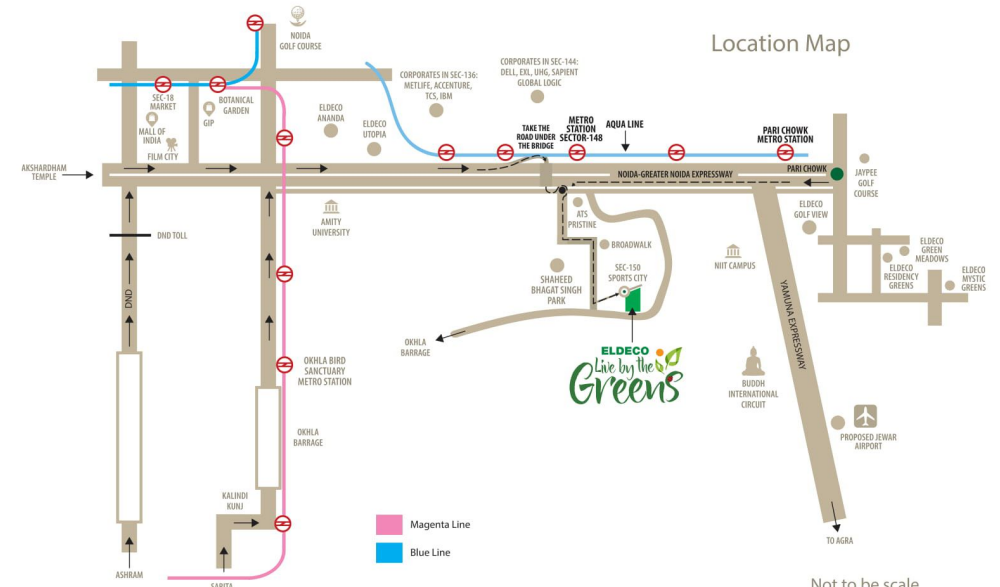 Location Map
NOIDA
GOLF COURSE
SEC-18
MARKET
BOTANICAL
GARDEN
MALL OF
INDIA
GIP
FILM CITY
ELDECO
ANANDA
ELDECO
UTOPIA
CORPORATES IN SEC-136:
METLIFE, ACCENTURE,
TCS, IBM
CORPORATES IN SEC-144:
DELL, EXL, UHG, SAPIENT
GLOBAL LOGIC
TAKE THE
ROAD UNDER
THE BRIDGE
METRO
STATION
SECTOR-148
AQUA LINE
PARI CHOWK
METRO STATION
AKSHARDHAM
TEMPLE
NOIDA-GREATER NOIDA EXPRESSWAY
PARI CHOWK
JAYPEE
GOLF
COURSE
AMITY
UNIVERSITY
DND TOLL
DND
ATS
PRISTINE
BROADWALK
SHAHEED
BHAGAT SINGH
PARK
SEC-150
SPORTS CITY
NIIT CAMPUS
ELDECO
GOLF VIEW
ELDECO
GREEN
MEADOWS
ELDECO
RESIDENCY
GREENS
ELDECO
MYSTIC
GREENS
YAMUNA EXPRESSWAY
OKHLA
BARRAGE
ELDECO
Live by the
Greens
OKHLA BIRD
SANCTUARY
METRO STATION
BUDDH
INTERNATIONAL
CIRCUIT
PROPOSED JEWAR
AIRPORT
OKHLA
BARRAGE
KALINDI
KUNJ
Magenta Line
Blue Line
TO AGRA
ASHRAM
SARITA
Not to be scale